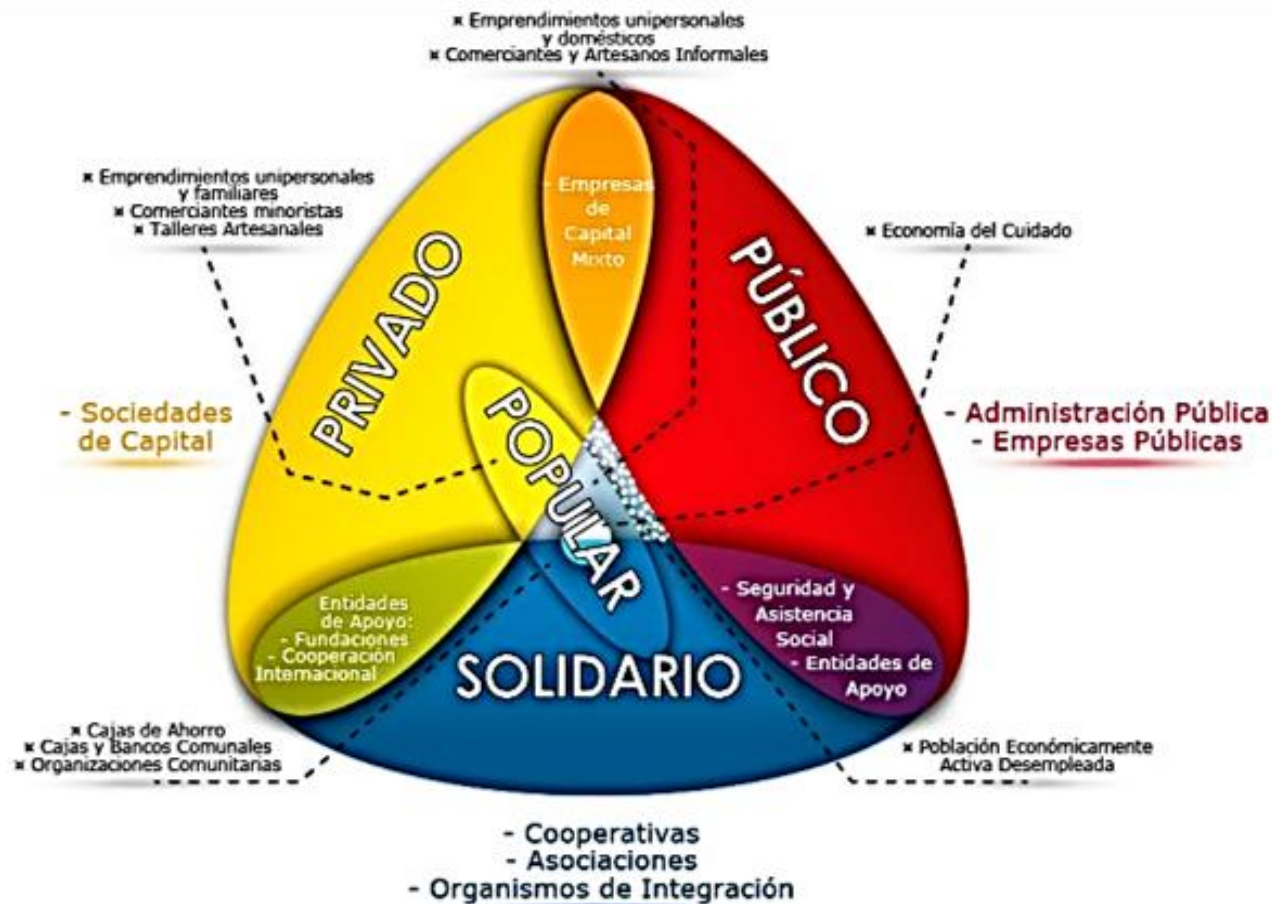 ¤ Emprendimientos unipersonales
y domésticos
¤ Comerciantes y Artesanos Informales
¤ Emprendimientos unipersonales
y familiares
¤ Comerciantes minoristas
¤ Talleres Artesanales
- Empresas
de
Capital
Mixto
¤ Economía del Cuidado
PRIVADO
PÚBLICO
POPULAR
SOLIDARIO
- Sociedades
de Capital
- Administración Pública
- Empresas Públicas
Entidades
de Apoyo:
- Fundaciones
- Cooperación
Internacional
- Seguridad y
Asistencia
Social
- Entidades de
Apoyo
¤ Cajas de Ahorro
¤ Cajas y Bancos Comunales
¤ Organizaciones Comunitarias
¤ Población Económicamente
Activa Desempleada
- Cooperativas
- Asociaciones
- Organismos de Integración